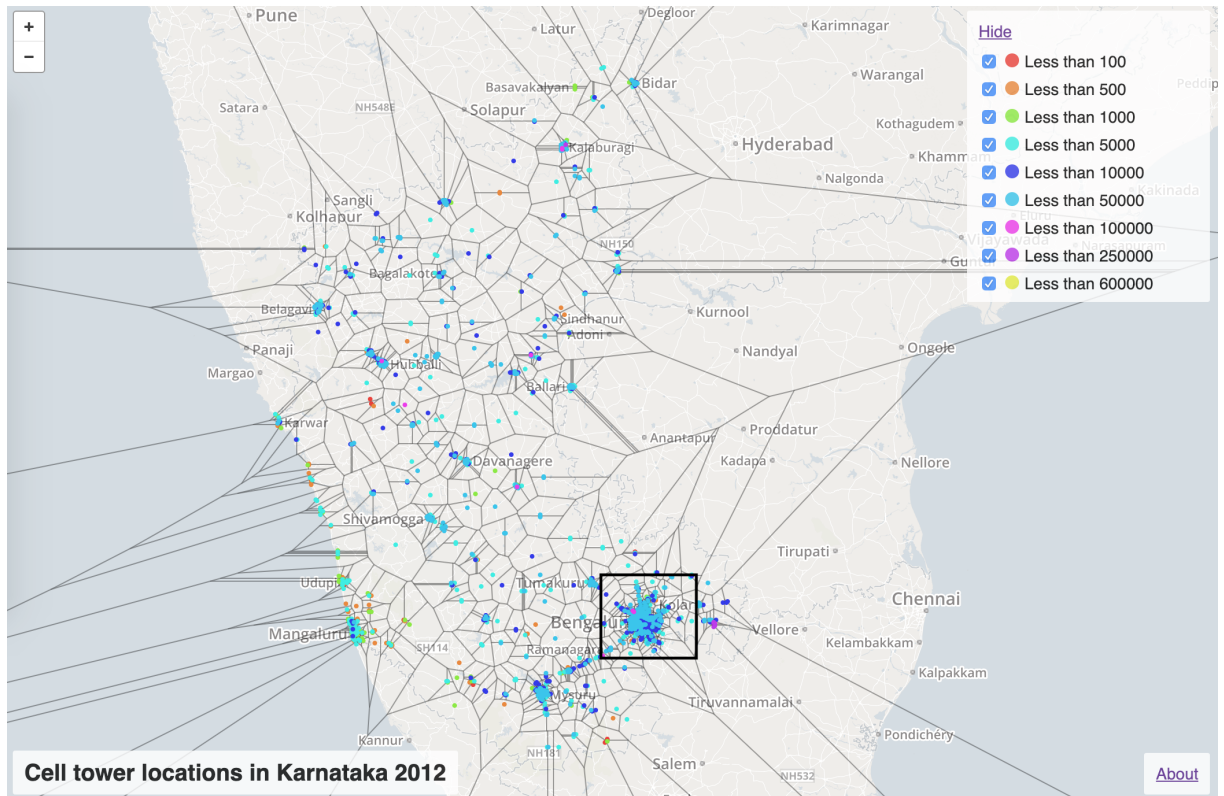 +
−
Pune
Degloor
Latur
Karimnagar
Hide
Less than 100
Less than 500
Less than 1000
Less than 5000
Less than 10000
Less than 50000
Less than 100000
Less than 250000
Less than 600000
Basavakalyan
Bidar
Warangal
Satara
NH548E
Solapur
Kothagudem
Hyderabad
Kalaburagi
Khammam
Nalgonda
Kakinada
Sangli
Kolhapur
Eluru
NH150
Vijayawada
Narasapuram
Bagalakote
Belagavi
Kurnool
Sindhanur
Adoni
Panaji
Nandyal
Ongole
Margao
Hubballi
Ballari
Karwar
Anantapur
Proddatur
Davanagere
Kadapa
Nellore
Shivamogga
Tirupati
Udupi
Tumakuru
Kolar
Chennai
Mangaluru
Vellore
SH114
Kelambakkam
Kalpakkam
Mysuru
Tiruvannamalai
Kannur
Pondichéry
NH181
Salem
NH532
Cell tower locations in Karnataka 2012
About